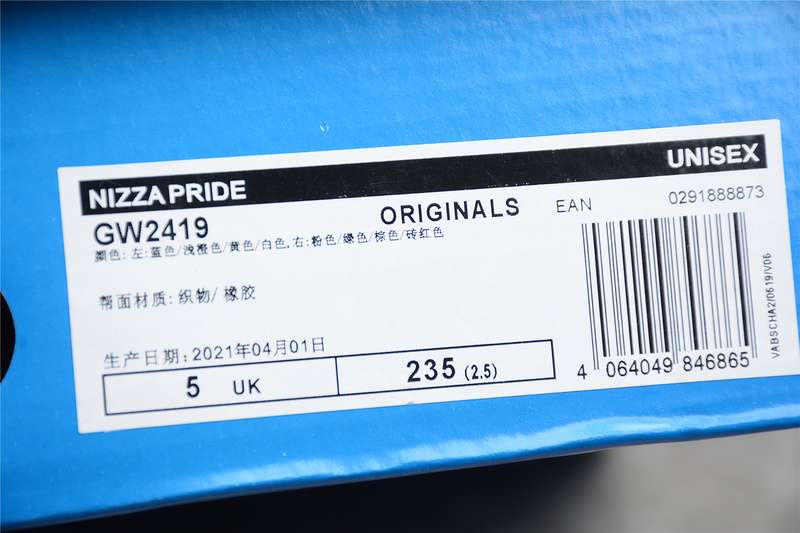 NIZZA PRIDE UNISEX
GW2419 ORIGINALS EAN 0291888873
颜色: 左:蓝色/浅橙色/黄色/白色,右:粉色/绿色/棕色/砖红色
帮面材质: 织物/ 橡胶
生产日期:2021年04月01日
5 UK 235 (2.5)
4 064049 846865
VABSCHA2/0619/V06